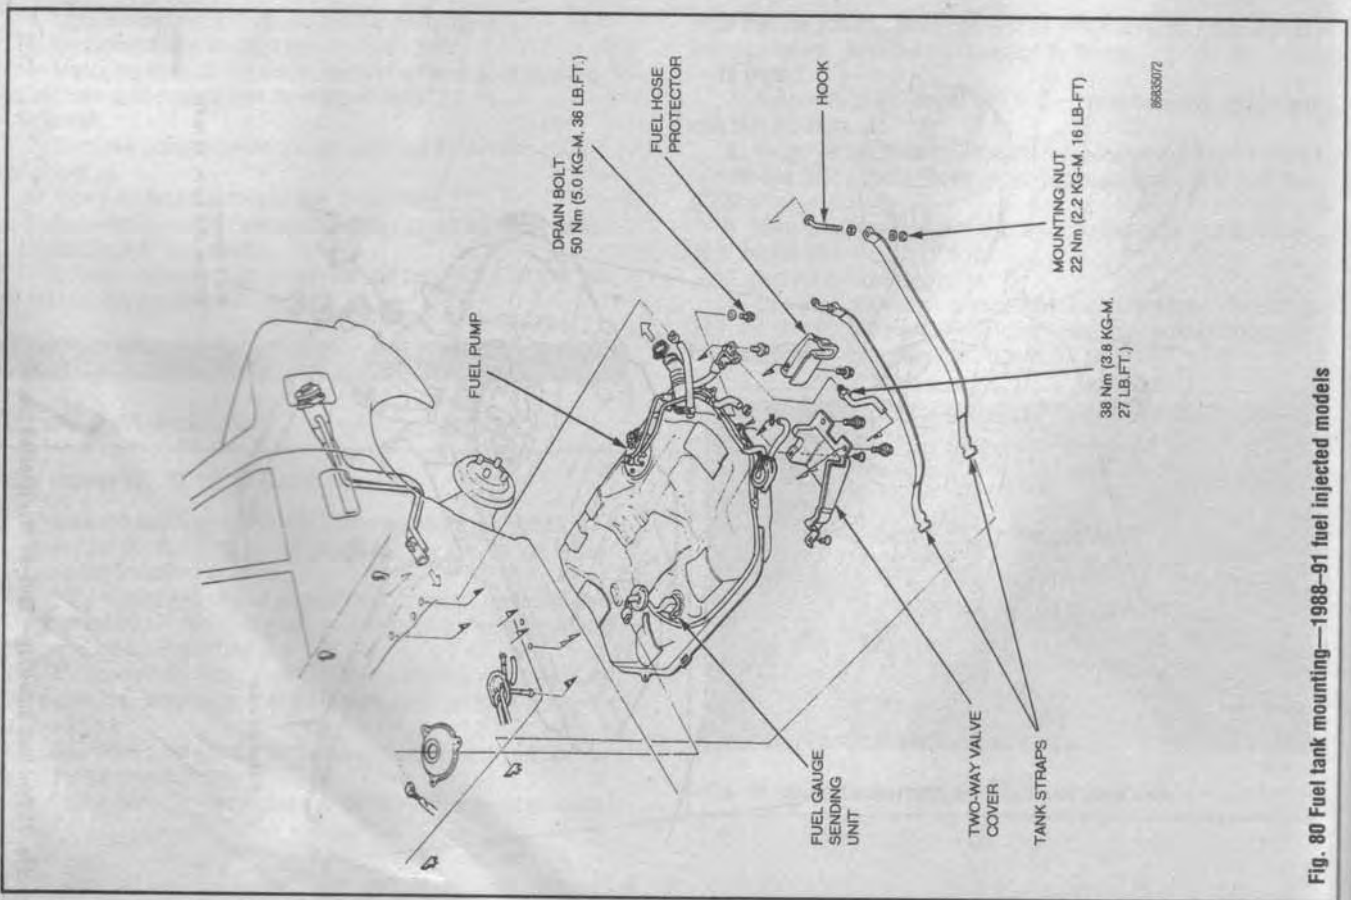 DRAIN BOLT
50 Nm (5.0 KG-M, 36 LB.FT.)
FUEL PUMP
FUEL HOSE
PROTECTOR
HOOK
MOUNTING NUT
22 Nm (2.2 KG-M, 16 LB-FT)
86835072
38 Nm (3.8 KG-M.
27 LB.FT.)
FUEL GAUGE
SENDING
UNIT
TWO-WAY VALVE
COVER
TANK STRAPS
Fig. 80 Fuel tank mounting—1988–91 fuel injected models